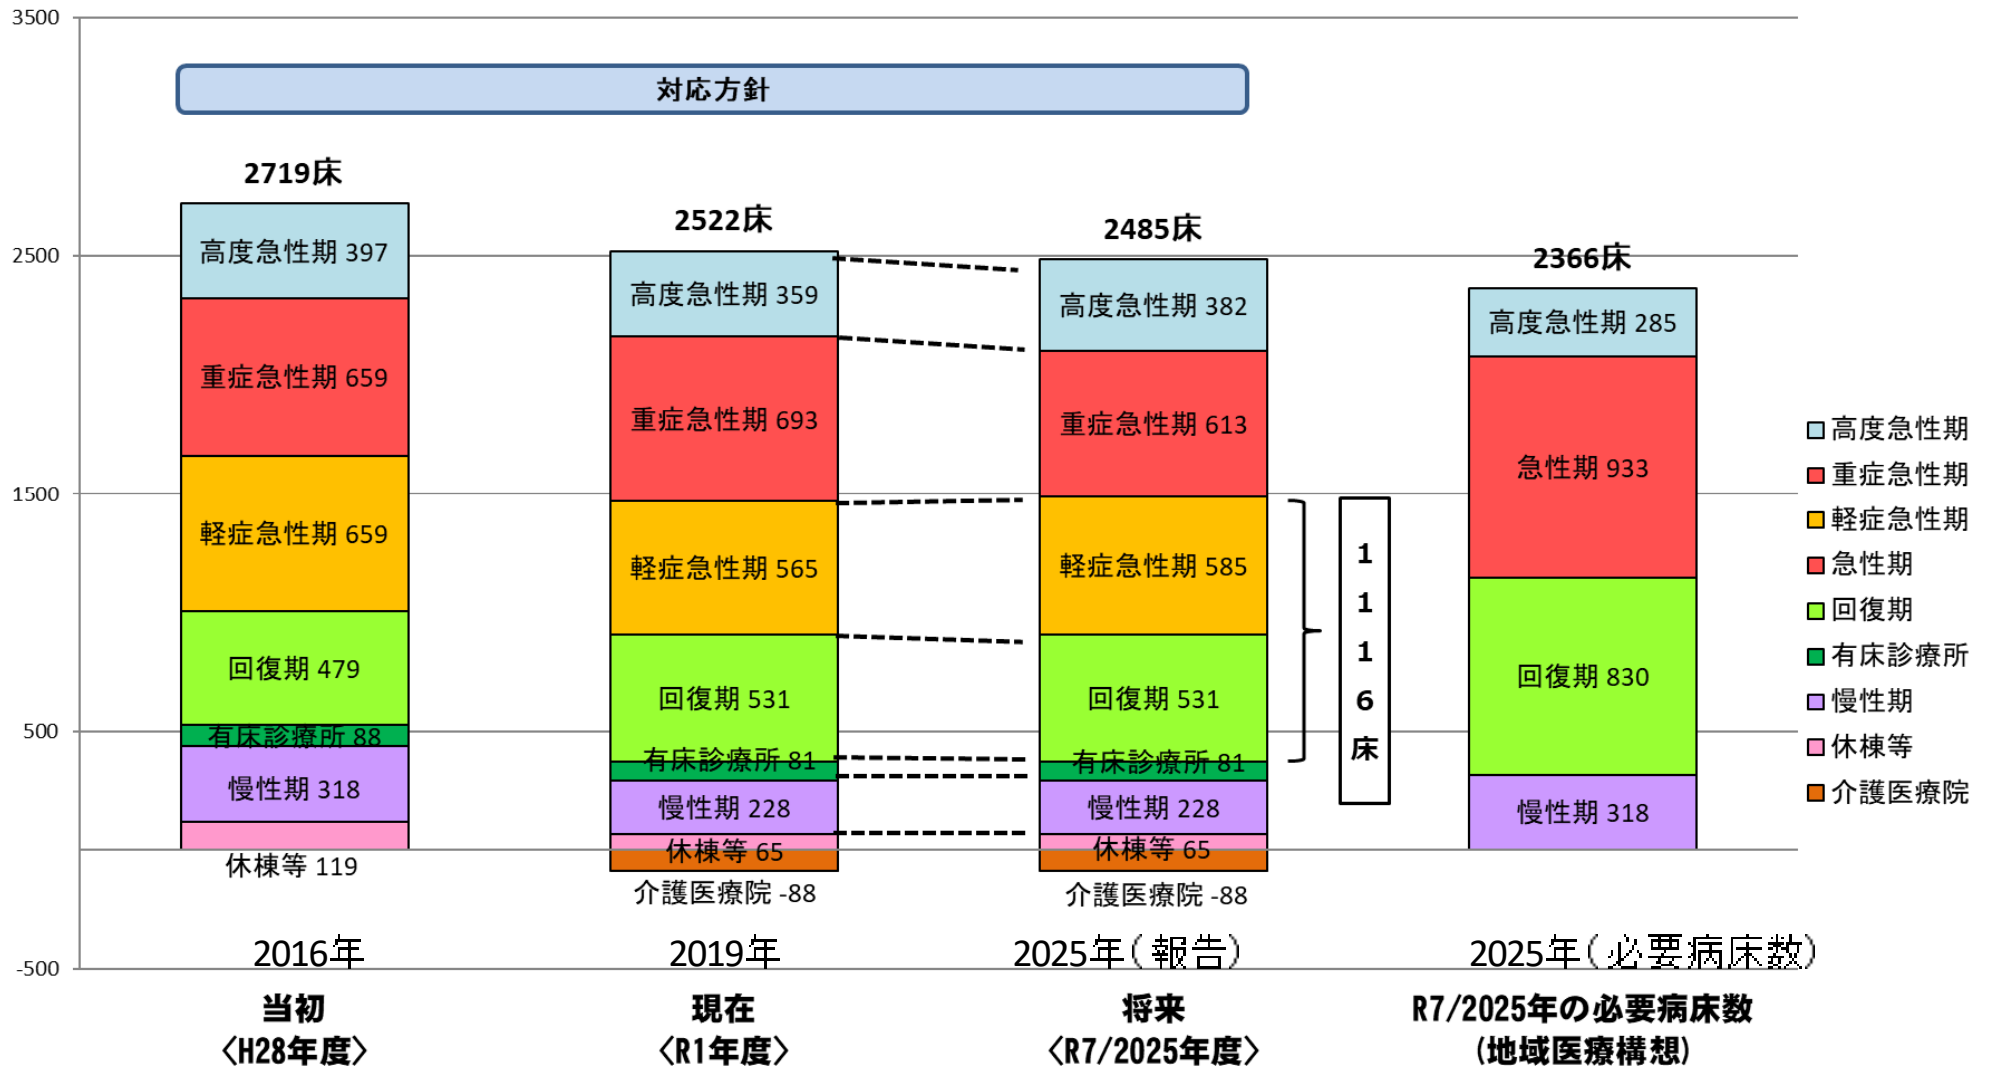 3500
2500
1500
500
-500
対応方針
2719床
高度急性期 397
重症急性期 659
軽症急性期 659
回復期 479
有床診療所 88
慢性期 318
休棟等 119
2522床
高度急性期 359
重症急性期 693
軽症急性期 565
回復期 531
有床診療所 81
慢性期 228
休棟等 65
介護医療院 -88
2485床
高度急性期 382
重症急性期 613
軽症急性期 585
回復期 531
有床診療所 81
慢性期 228
休棟等 65
介護医療院 -88
1116床
2366床
高度急性期 285
急性期 933
回復期 830
慢性期 318
高度急性期
重症急性期
軽症急性期
急性期
回復期
有床診療所
慢性期
休棟等
介護医療院
2016年
2019年
2025年(報告)
2025年(必要病床数)
当初
〈H28年度〉
現在
〈R1年度〉
将来
〈R7/2025年度〉
R7/2025年の必要病床数
(地域医療構想)